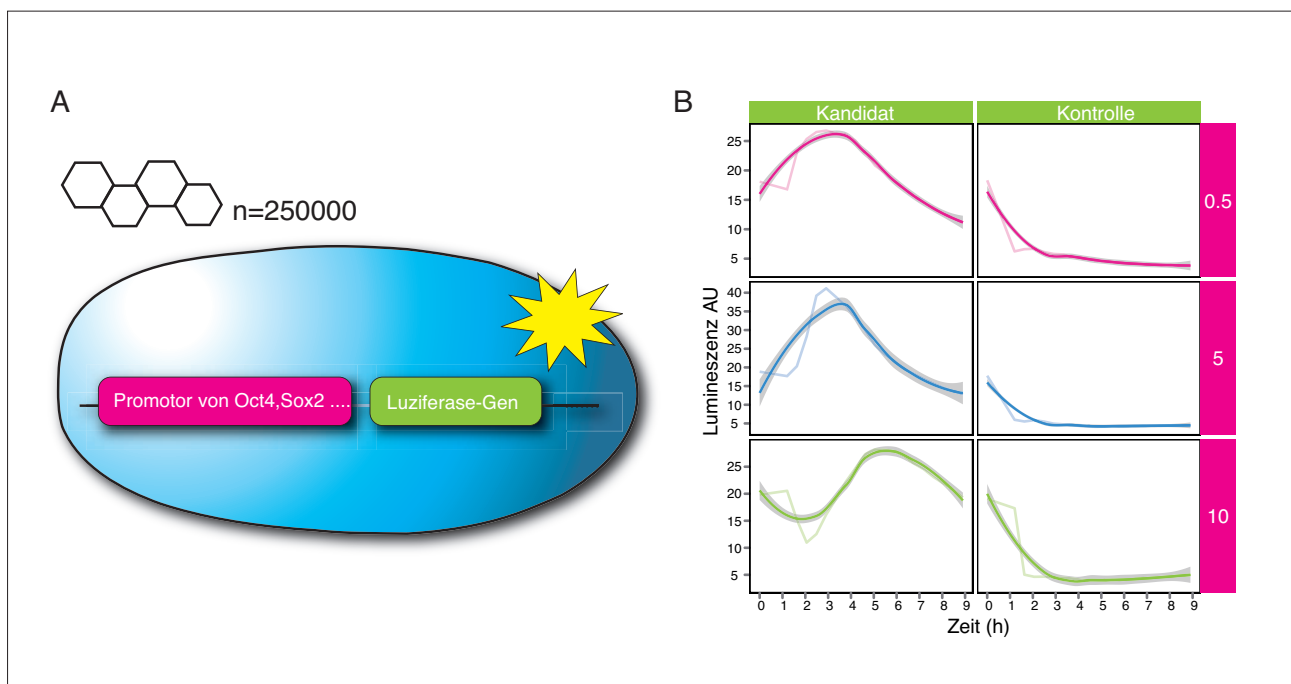 A
n=250000
Promotor von Oct4,Sox2 ....
Luziferase-Gen
B
Kandidat
Kontrolle
Lumineszenz AU
25
20
15
10
5
0.5
40
35
30
25
20
15
10
5
5
25
20
15
10
5
10
0 1 2 3 4 5 6 7 8 9
0 1 2 3 4 5 6 7 8 9
Zeit (h)